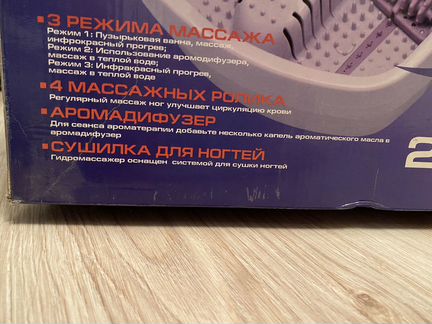 ▪3 РЕЖИМА МАССАЖА
Режим 1: Пузырьковая ванна, массаж,
инфрокрасный прогрев;
Режим 2: Использование аромодифузера,
массаж в теплой воде;
Режим 3: Инфракрасный прогрев,
массаж в теплой воде
▪4 МАССАЖНЫХ РОЛИКА
Регулярный массаж ног улучшает циркуляцию крови
▪АРОМАДИФУЗЕР
Для сеанса ароматерапии добавьте несколько капель ароматического масла в
аромадифузер
▪СУШИЛКА ДЛЯ НОГТЕЙ
Гидромассажер оснащен системой для сушки ногтей
2